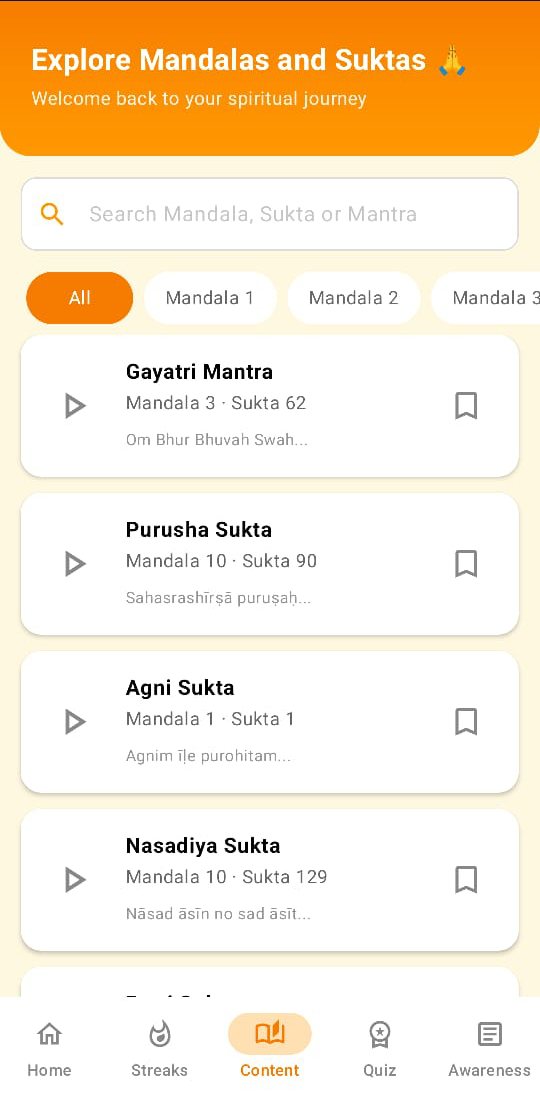 Explore Mandalas and Suktas 🙏
Welcome back to your spiritual journey
Search Mandala, Sukta or Mantra
All
Mandala 1
Mandala 2
Mandala 3
Gayatri Mantra
Mandala 3 · Sukta 62
Om Bhur Bhuvah Swah...
Purusha Sukta
Mandala 10 · Sukta 90
Sahasrashīrṣā puruṣaḥ...
Agni Sukta
Mandala 1 · Sukta 1
Agnim īḷe purohitam...
Nasadiya Sukta
Mandala 10 · Sukta 129
Nāsad āsīn no sad āsīt...
Home
Streaks
Content
Quiz
Awareness